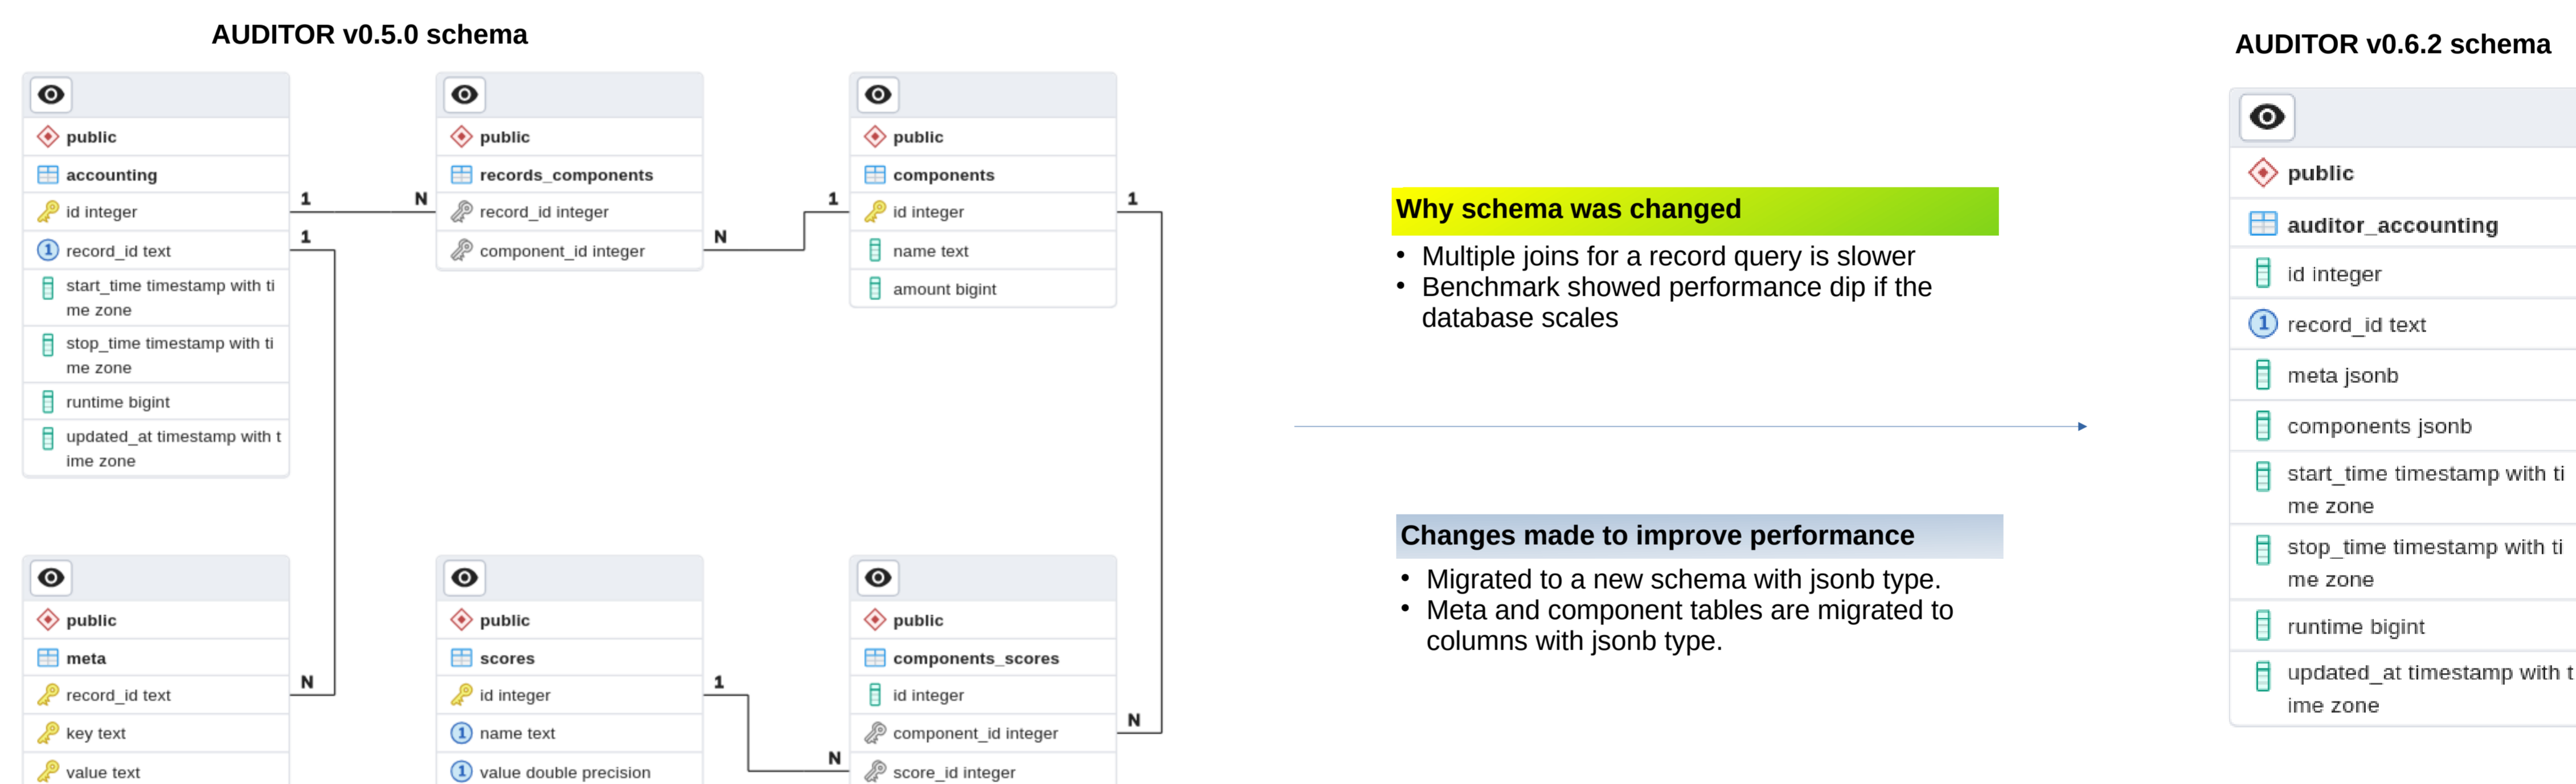 AUDITOR v0.5.0 schema
public
accounting
id integer
record_id text
start_time timestamp with ti
me zone
stop_time timestamp with ti
me zone
runtime bigint
updated_at timestamp with t
ime zone
1
1
N
public
records_components
record_id integer
component_id integer
N
1
public
components
id integer
name text
amount bigint
1
public
meta
record_id text
key text
value text
N
public
scores
id integer
name text
value double precision
1
N
public
components_scores
id integer
component_id integer
score_id integer
N
Why schema was changed
• Multiple joins for a record query is slower
• Benchmark showed performance dip if the
database scales
Changes made to improve performance
• Migrated to a new schema with jsonb type.
• Meta and component tables are migrated to
columns with jsonb type.
AUDITOR v0.6.2 schema
public
auditor_accounting
id integer
1 record_id text
meta jsonb
components jsonb
start_time timestamp with ti
me zone
stop_time timestamp with ti
me zone
runtime bigint
updated_at timestamp with t
ime zone